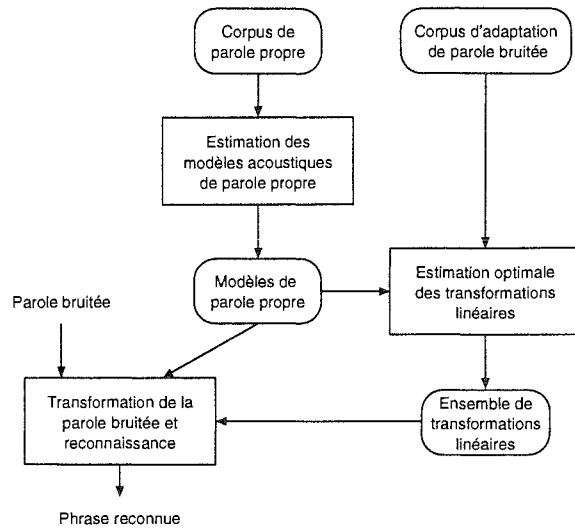 Corpus de
parole propre
Corpus d'adaptation
de parole bruitée
Estimation des
modèles acoustiques
de parole propre
Modèles de
parole propre
Estimation optimale
des transformations
linéaires
Parole bruitée
Transformation de la
parole bruitée et
reconnaissance
Ensemble de
transformations
linéaires
Phrase reconnue